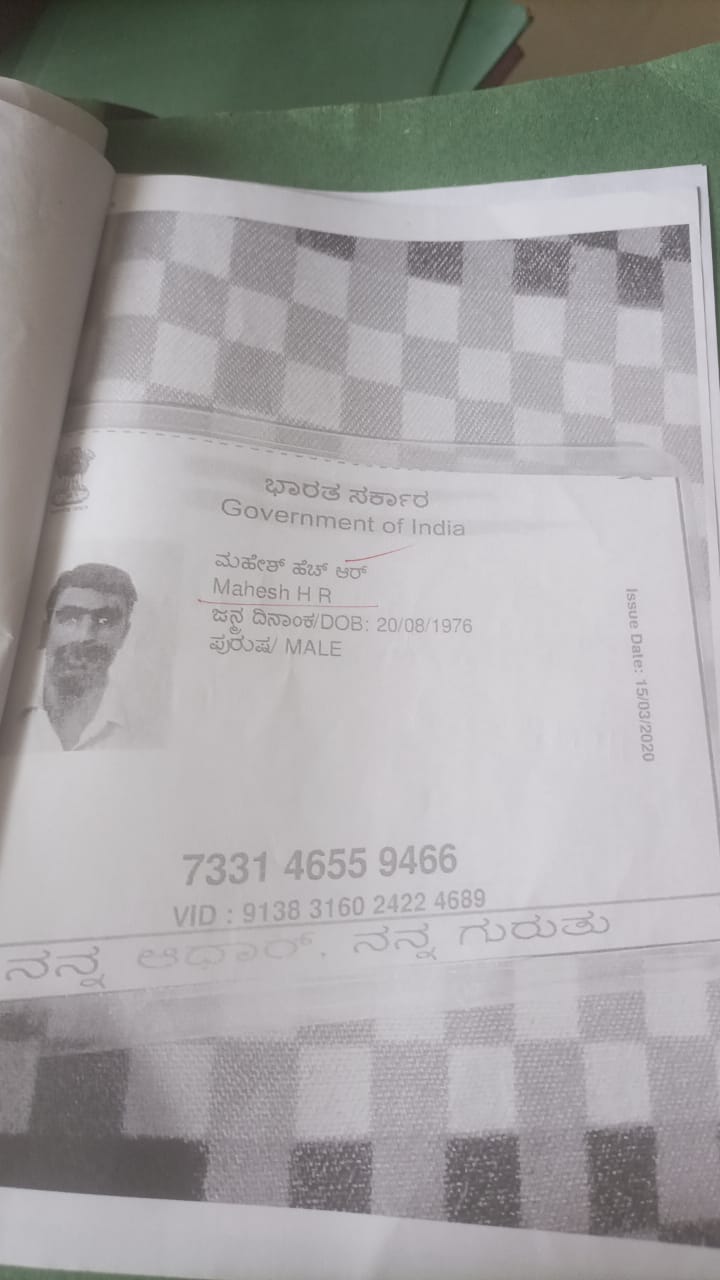 ಭಾರತ ಸರ್ಕಾರ
Government of India
ಮಹೇಶ್ ಹೆಚ್ ಆರ್
Mahesh H R
ಜನ್ಮ ದಿನಾಂಕ/DOB: 20/08/1976
ಪುರುಷ/ MALE
Issue Date: 15/03/2020
7331 4655 9466
VID : 9138 3160 2422 4689
ನನ್ನ ಆಧಾರ್, ನನ್ನ ಗುರುತು